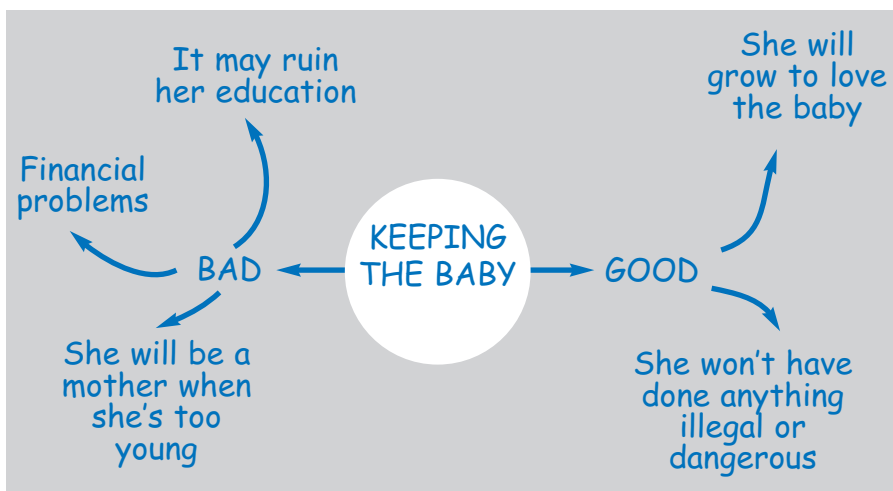 It may ruin
her education
Financial
problems
BAD
She will be a
mother when
she's too
young
KEEPING
THE BABY
GOOD
She will
grow to love
the baby
She won't have
done anything
illegal or
dangerous